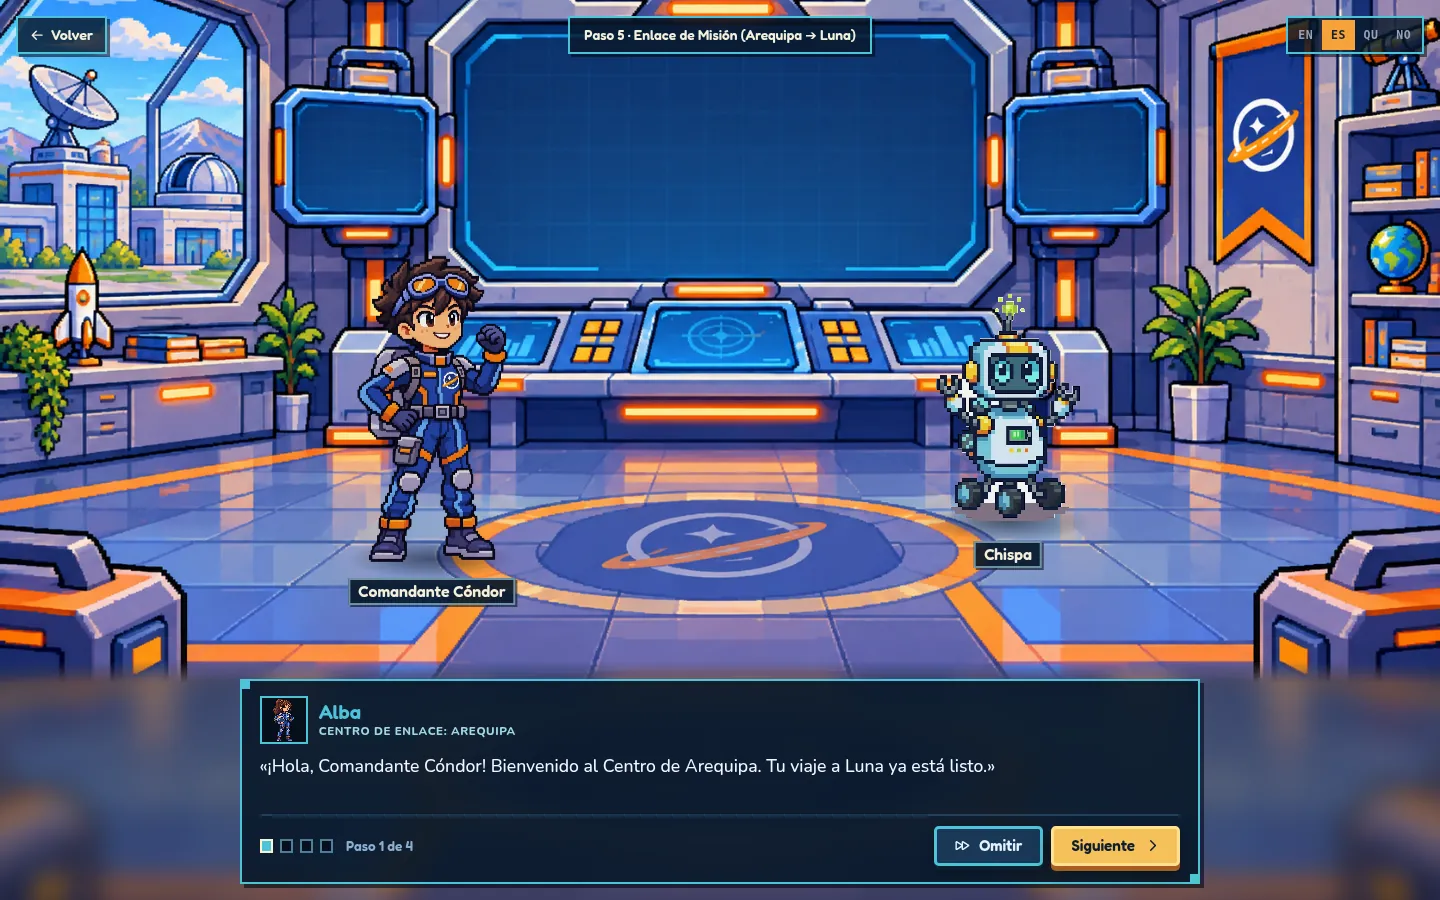 Volver
Paso 5 · Enlace de Misión (Arequipa → Luna)
EN ES QU NO
Comandante Cóndor
Chispa
Alba
CENTRO DE ENLACE: AREQUIPA
«¡Hola, Comandante Cóndor! Bienvenido al Centro de Arequipa. Tu viaje a Luna ya está listo.»
Paso 1 de 4
Omitir
Siguiente